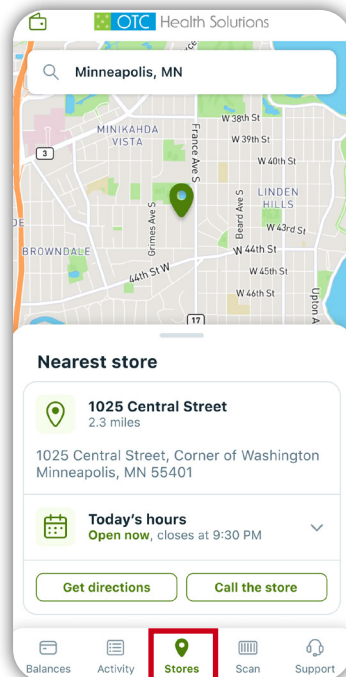 OTC Health Solutions
Minneapolis, MN
W 38th St
MINIKAHDA
VISTA
France Ave S
W 39th St
3
W 40th St
LINDEN
HILLS
Grimes Ave S
Beard Ave S
W 43rd St
DE
BROWNDALE
W 44th St
44th St W
W 45th St
W 46th St
Upton A
17
Nearest store
1025 Central Street
2.3 miles
1025 Central Street, Corner of Washington
Minneapolis, MN 55401
Today's hours
Open now, closes at 9:30 PM
Get directions
Call the store
Balances
Activity
Stores
Scan
Support